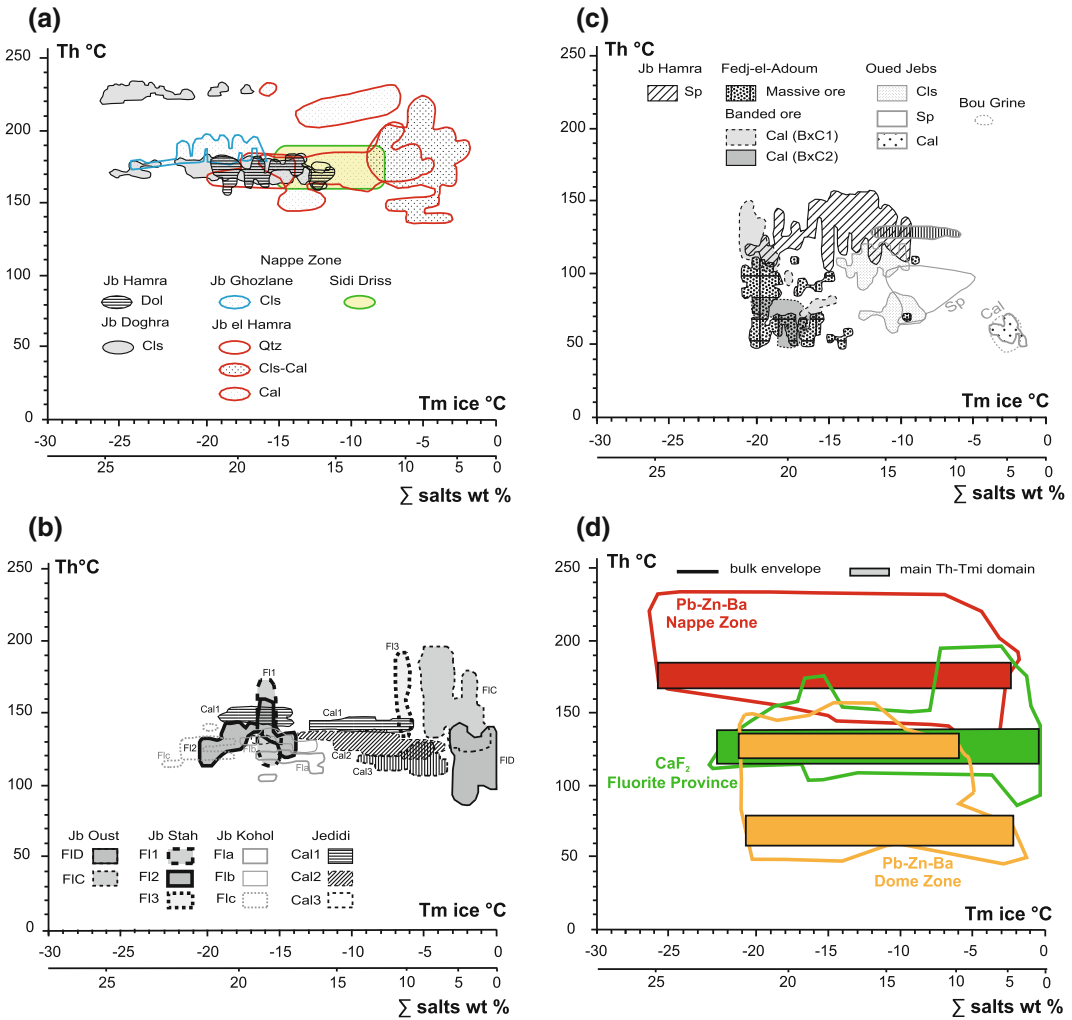 (a)
Th °C
250
200
150
100
50
0
Nappe Zone
Jb Hamra
Jb Ghozlane
Sidi Driss
Dol
Cls
Jb Doghra
Jb el Hamra
Cls
Qtz
Cls-Cal
Cal
Tm ice °C
-30 -25 -20 -15 -10 -5 0
25 20 15 10 5 0
∑ salts wt %
(c)
Th °C
250
200
150
100
50
0
Jb Hamra
Fedj-el-Adoum
Oued Jebs
Sp
Massive ore
Cls
Bou Grine
Banded ore
Sp
Cal (BxC1)
Cal
Cal (BxC2)
Sp
Cal
Tm ice °C
-30 -25 -20 -15 -10 -5 0
25 20 15 10 5 0
∑ salts wt %
(b)
Th°C
250
200
150
100
50
0
Fl1
Fl3
FlC
Cal1
Cal1
Fl2
Flc
Flb
Fla
Cal2
Cal3
FlD
Jb Oust
Jb Stah
Jb Kohol
Jedidi
FlD
Fl1
Fla
Cal1
FlC
Fl2
Flb
Cal2
Fl3
Flc
Cal3
Tm ice °C
-30 -25 -20 -15 -10 -5 0
25 20 15 10 5 0
∑ salts wt %
(d)
Th °C
250
200
150
100
50
0
bulk envelope
main Th-Tmi domain
Pb-Zn-Ba
Nappe Zone
CaF₂
Fluorite Province
Pb-Zn-Ba
Dome Zone
Tm ice °C
-30 -25 -20 -15 -10 -5 0
25 20 15 10 5 0
∑ salts wt %